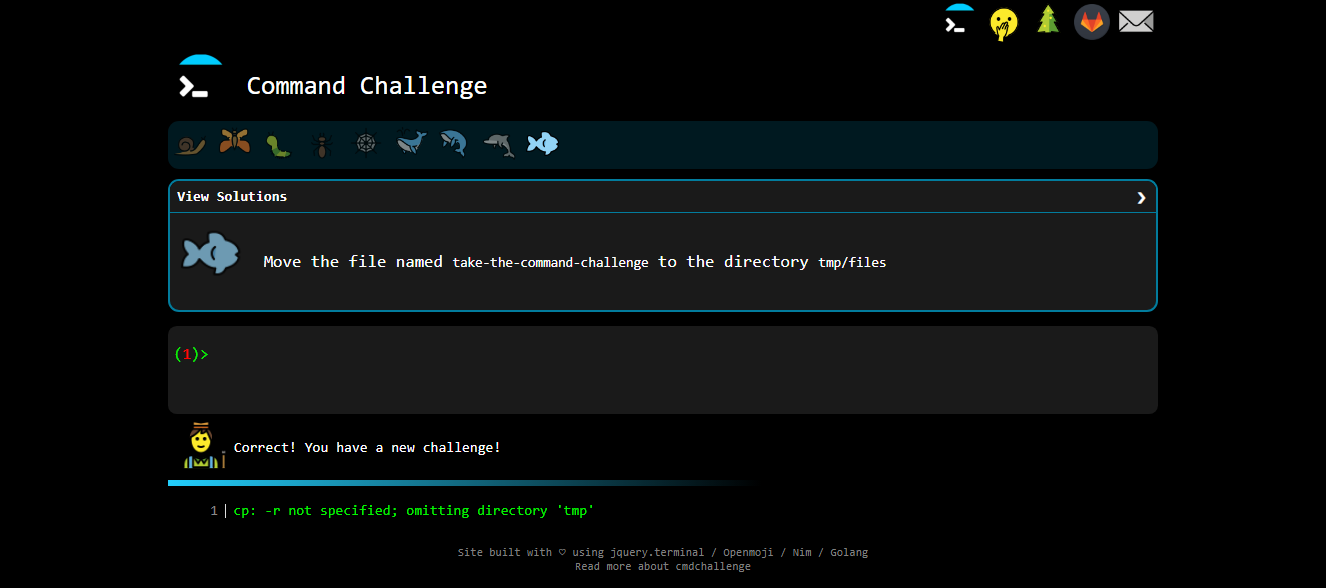 Command Challenge
View Solutions
Move the file named take-the-command-challenge to the directory tmp/files
(1)>
Correct! You have a new challenge!
1 cp: -r not specified; omitting directory 'tmp'
Site built with ♡ using jquery.terminal / Openmoji / Nim / Golang
Read more about cmdchallenge